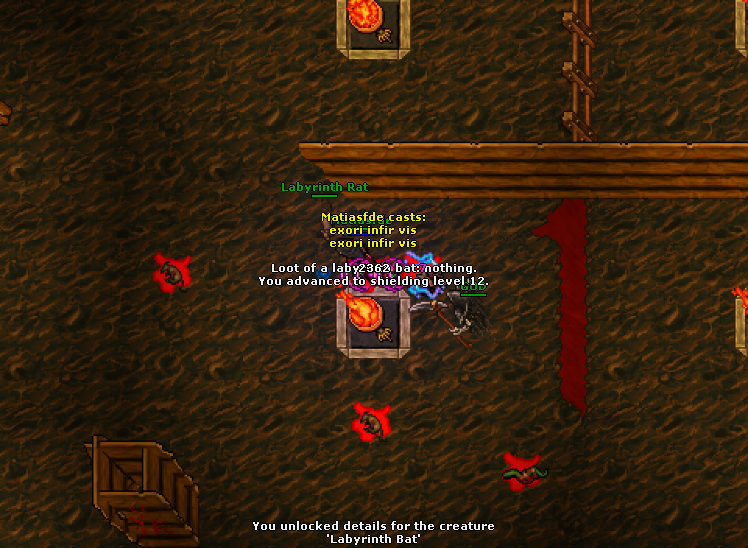 Labyrinth Rat
Matiasfde casts:
exori infir vis
exori infir vis
Loot of a laby2362 bat: nothing.
You advanced to shielding level 12.
You unlocked details for the creature
'Labyrinth Bat'